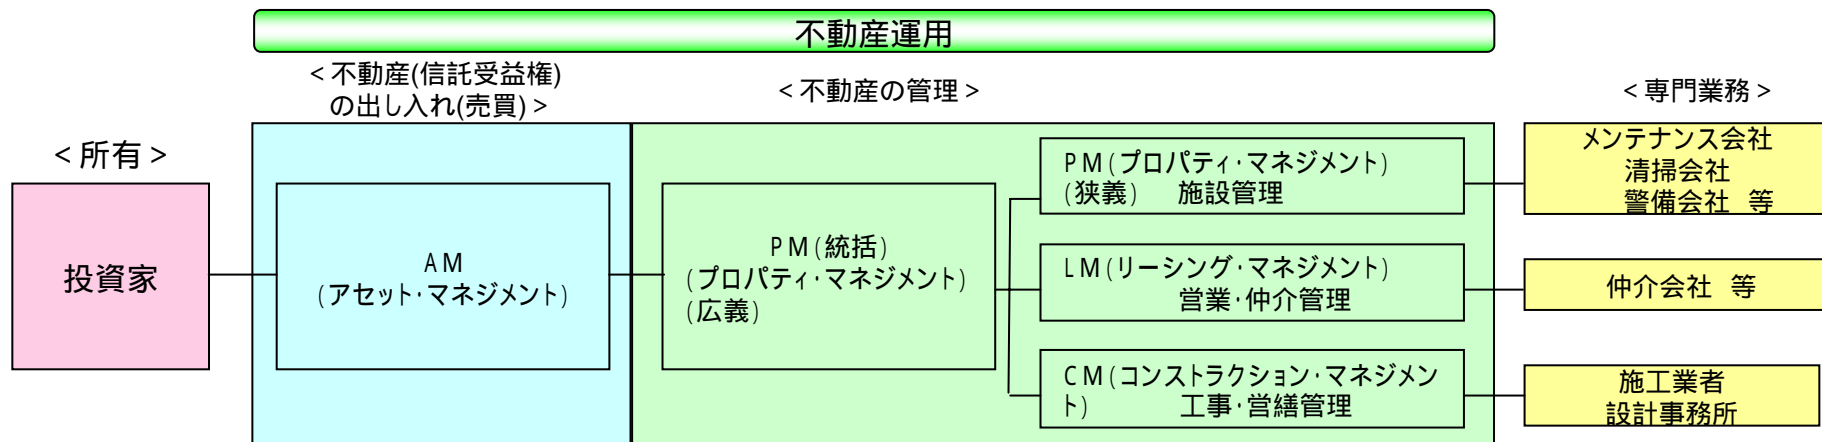 不動産運用
<不動産(信託受益権)
の出し入れ(売買)>
<不動産の管理>
<専門業務>
<所有>
投資家
AM
(アセット・マネジメント)
PM(統括)
(プロパティ・マネジメント)
(広義)
PM(プロパティ・マネジメント)
(狭義) 施設管理
LM(リーシング・マネジメント)
営業・仲介管理
CM(コンストラクション・マネジメン
ト) 工事・営繕管理
メンテナンス会社
清掃会社
警備会社 等
仲介会社 等
施工業者
設計事務所